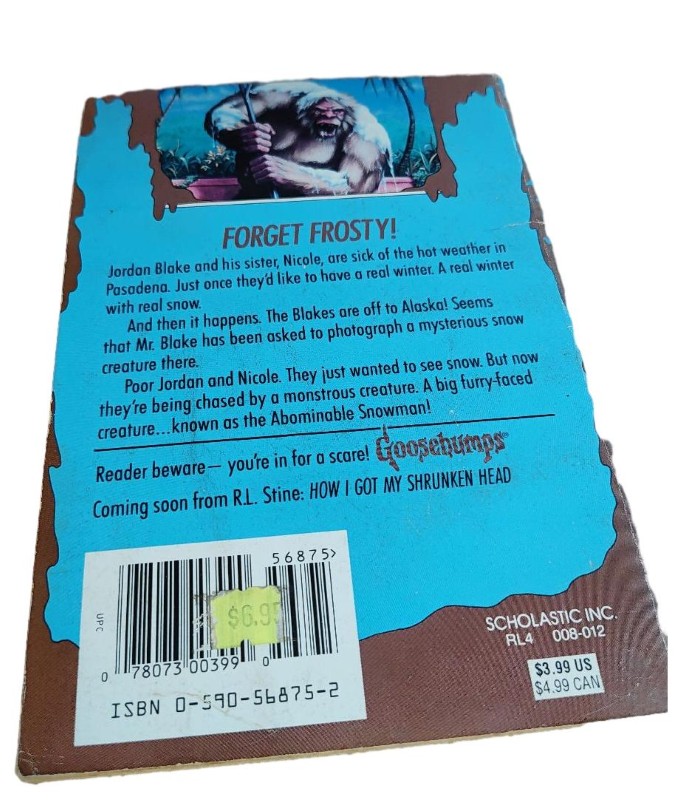 FORGET FROSTY!
Jordan Blake and his sister, Nicole, are sick of the hot weather in
Pasadena. Just once they'd like to have a real winter. A real winter
with real snow.
And then it happens. The Blakes are off to Alaska! Seems
that Mr. Blake has been asked to photograph a mysterious snow
creature there.
Poor Jordan and Nicole. They just wanted to see snow. But now
they're being chased by a monstrous creature. A big furry-faced
creature...known as the Abominable Snowman!
Reader beware— you're in for a scare! Goosebumps
Coming soon from R.L. Stine: HOW I GOT MY SHRUNKEN HEAD
56875>
UPC
$6.95
0 78073 00399 0
ISBN 0-590-56875-2
SCHOLASTIC INC.
RL4 008-012
$3.99 US
$4.99 CAN